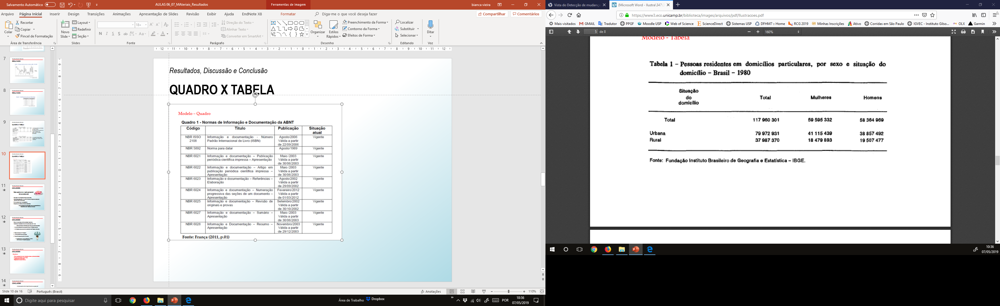 Salvamento Automático
AULAS 06_07_MAteriais_Resultados
Ferramentas de Imagem
bianca vieira
Arquivo Página Inicial Inserir Design Transições Animações Apresentação de Slides Revisão Exibir Ajuda EndNote X8 Formatar Diga-me o que você deseja fazer
Compartilhar Comentários
Colar
Recortar
Copiar
Pincel de Formatação
Área de Transferência
Novo Slide
Layout
Redefinir
Seção
Slides
18+
N I S S ab AV Aa A
Fonte
Direção do Texto
Alinhar Texto
Converter em SmartArt
Parágrafo
Organizar
Estilos Rápidos
Preenchimento da Forma
Contorno da Forma
Efeitos de Forma
Desenho
Localizar
Substituir
Selecionar
Editando
Ditar
Voz
7
RESULTADOS
8
RESULTADOS
9
QUADRO X TABELA
10
QUADRO X TABELA
11
DISCUSSÕES
12
DISCUSSÕES
13
DISCUSSÕES
14
CONCLUSÕES
Resultados, Discussão e Conclusão
QUADRO X TABELA
Modelo – Quadro
Quadro 1 - Normas de Informação e Documentação da ABNT
Código Título Publicação Situação atual
NBR ISSO 2108 Informação e documentação - Número Padrão Internacional de Livro (ISBN) Agosto/2006 Válida a partir de 22/09/2006 Vigente
NBR 5892 Norma para datar Agosto/1989 Vigente
NBR 6021 Informação e documentação – Publicação periódica científica impressa – Apresentação Maio /2003 Válida a partir de 30/06/2003 Vigente
NBR 6022 Informação e documentação – Artigo em publicação periódica científica impressa – Apresentação Maio /2003 Válida a partir de 30/06/2003 Vigente
NBR 6023 Informação e documentação – Referências – Elaboração Agosto/2002 Válida a partir de 29/09/2002 Vigente
NBR 6024 Informação e documentação – Numeração progressiva das seções de um documento – Apresentação Fevereiro/2012 Válida a partir de 01/03/2012 Vigente
NBR 6025 Informação e documentação – Revisão de originais e provas Setembro/2002 Válida a partir de 30/10/2002 Vigente
NBR 6027 Informação e documentação – Sumário – Apresentação Maio /2003 Válida a partir de 30/06/2003 Vigente
NBR 6028 Informação e Documentação – Resumo – Apresentação Novembro/2003 Válida a partir de 29/12/2003 Vigente
Fonte: França (2011, p.01)
Slide 10 de 16 Português (Brasil)
Anotações 110%
Digite aqui para pesquisar
Área de Trabalho Dropbox
POR
10:36
07/05/2019
Vista do Detecção de mudança
(Microsoft Word - Ilustra\347\
https://www3.eco.unicamp.br/biblioteca/images/arquivos/pdf/Ilustracoes.pdf
Mais visitados GMAIL Tradutor PPGF Moodle USP Web of Science ScienceDirect Sistemas USP DFHM7 :: Home RCG 2019 Minhas Inscrições Ativo Corridas em São Paulo IGVEC - Instituto Gilso... OLX Garmin
5 de 8
160%
Modelo - Tabela
Tabela 1 – Pessoas residentes em domicílios particulares, por sexo e situação do
domicílio – Brasil – 1980
Situação do domicílio Total Mulheres Homens
Total 117 960 301 59 595 332 58 364 969
Urbana 79 972 931 41 115 439 38 857 492
Rural 37 987 370 18 479 893 19 507 477
Fonte: Fundação Instituto Brasileiro de Geografia e Estatística – IBGE.
10:36
07/05/2019